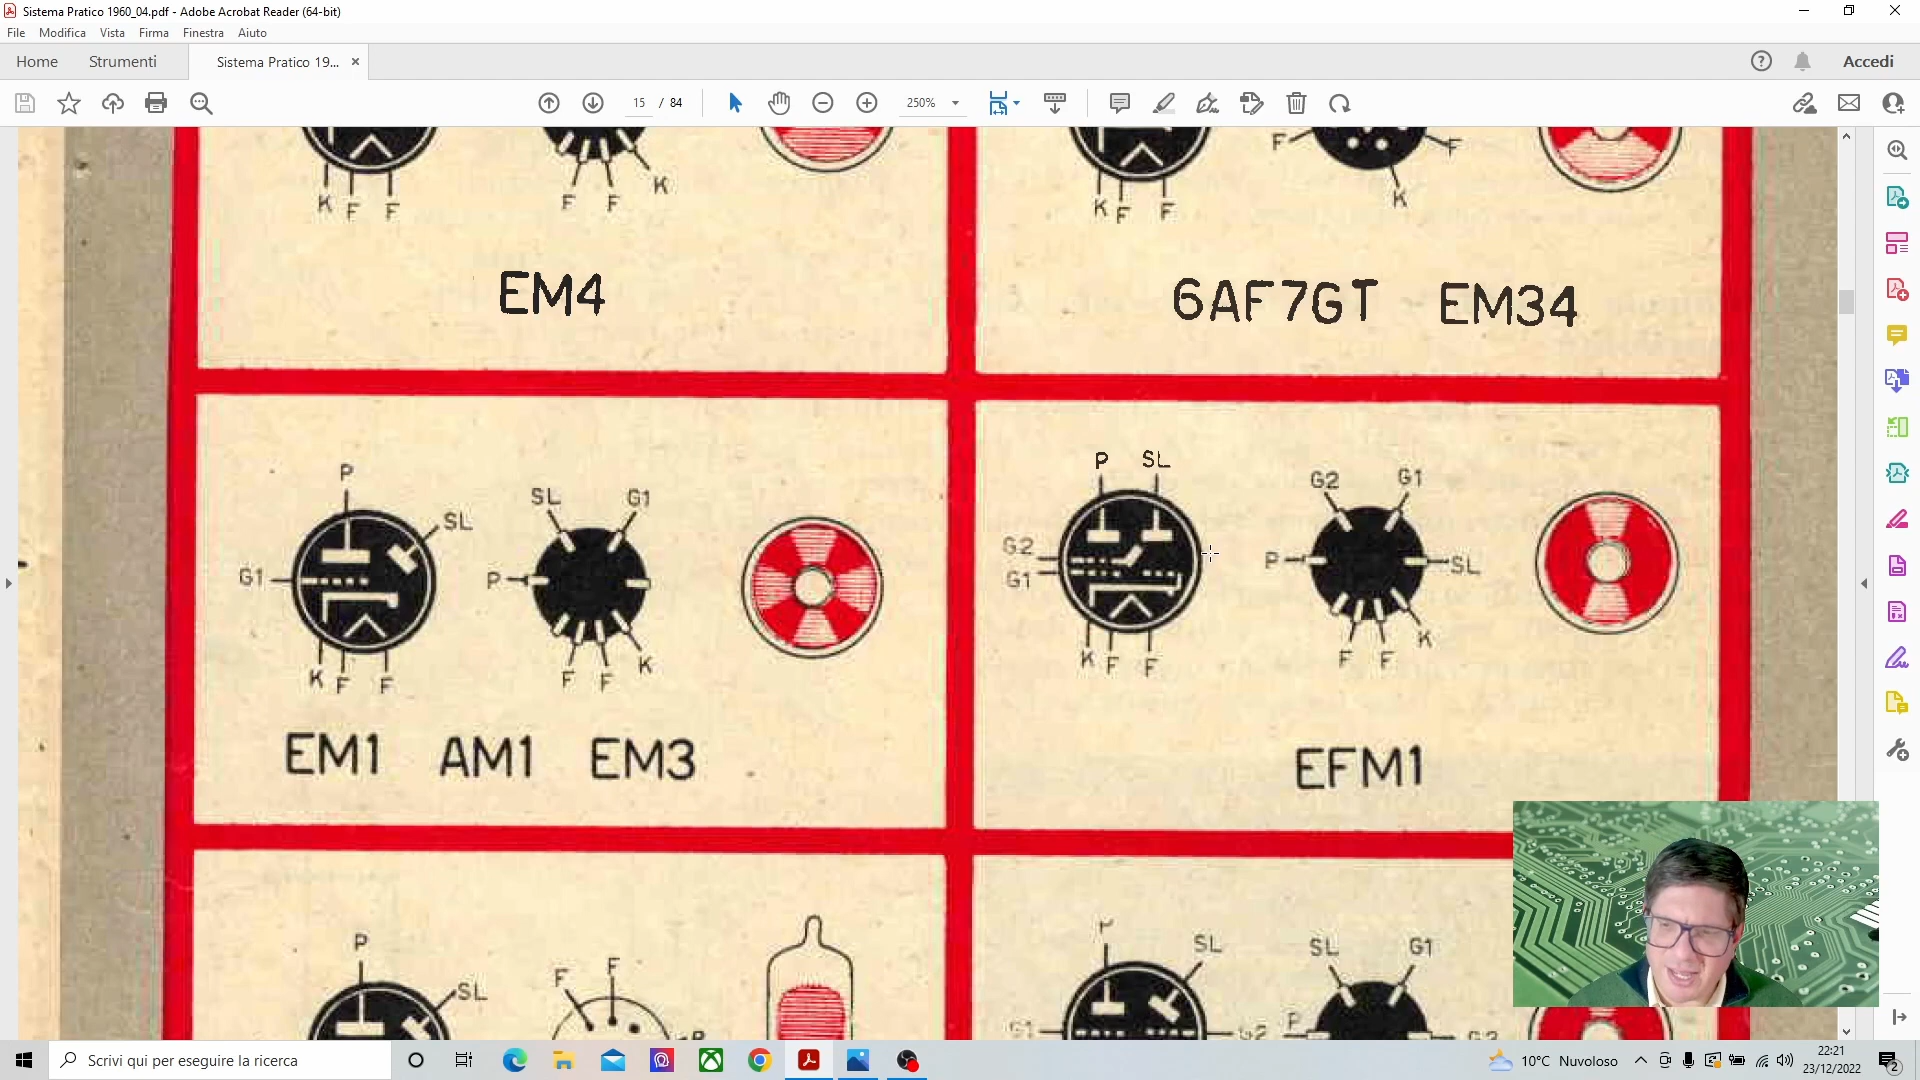 Sistema Pratico 1960_04.pdf - Adobe Acrobat Reader (64-bit)
File Modifica Vista Firma Finestra Aiuto
Home Strumenti Sistema Pratico 19... × Accedi
15 / 84 250%
K F F F F K K F F F F K
EM4 6AF7GT EM34
P SL G1 SL G1 P K F F F F K
EM1 AM1 EM3
P SL G2 G1 G2 G1 P SL K F F F F K
EFM1
P SL F F P
P SL SL G1 G1 G2 P G2
Scrivi qui per eseguire la ricerca
10°C Nuvoloso
22:21
23/12/2022
2